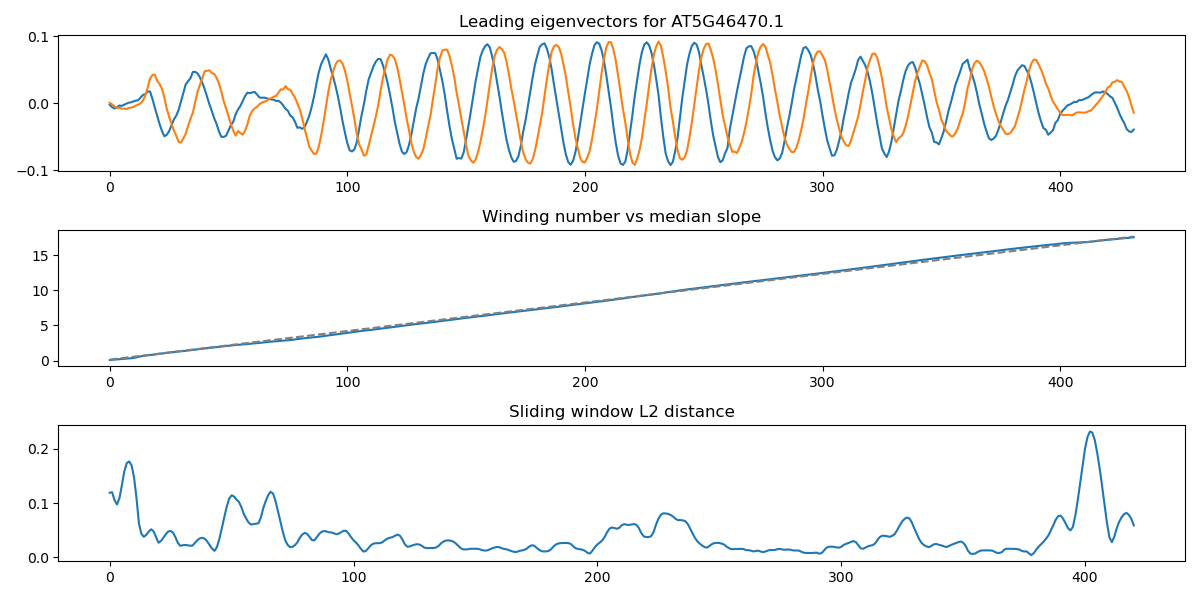 Leading eigenvectors for AT5G46470.1
0.1
0.0
−0.1
0 100 200 300 400
Winding number vs median slope
15
10
5
0
0 100 200 300 400
Sliding window L2 distance
0.2
0.1
0.0
0 100 200 300 400